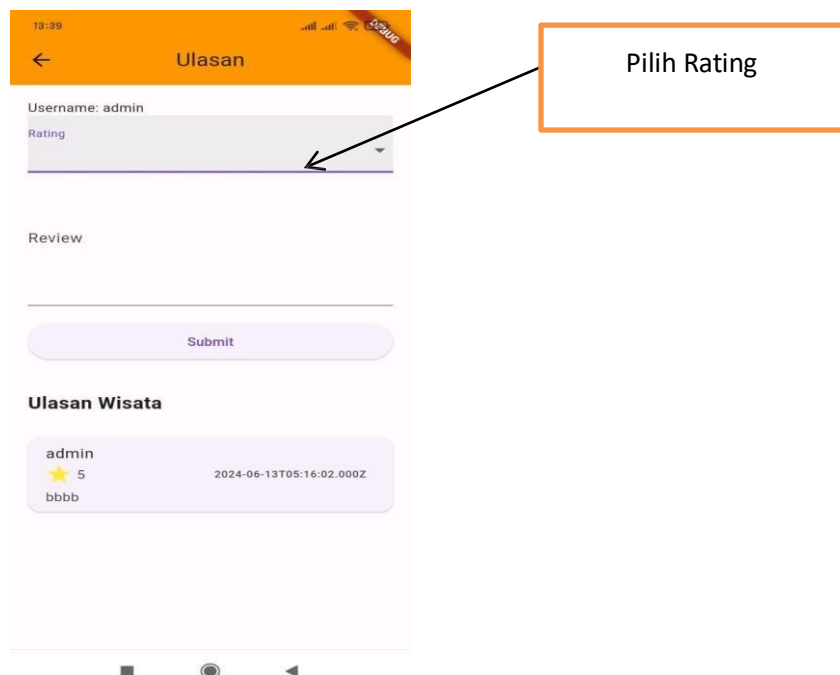 13:39
DEBUG
Ulasan
Pilih Rating
Username: admin
Rating
Review
Submit
Ulasan Wisata
admin
5
2024-06-13T05:16:02.000Z
bbbb